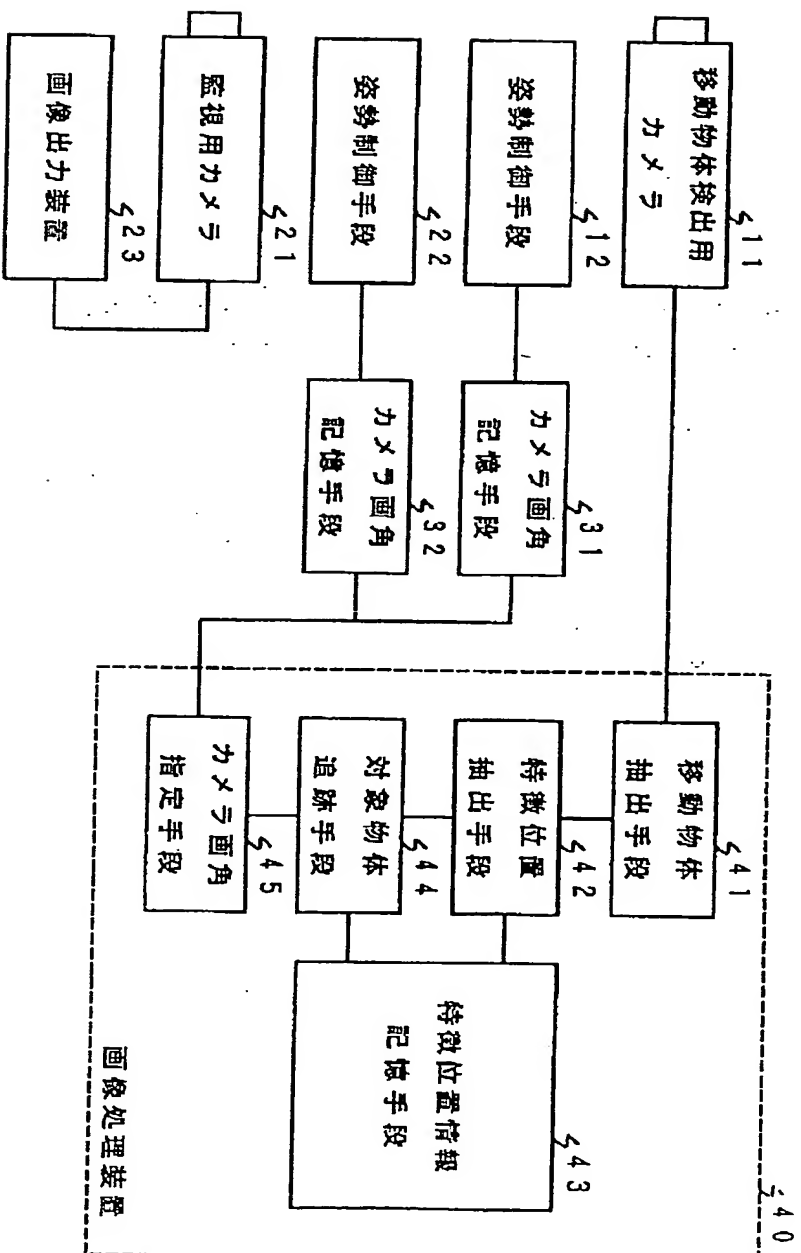 移動物体検出用
カメラ
11
姿勢制御手段
12
姿勢制御手段
22
監視用カメラ
21
画像出力装置
23
カメラ画角
記憶手段
31
カメラ画角
記憶手段
32
移動物体
抽出手段
41
特徴位置
抽出手段
42
対象物体
追跡手段
44
カメラ画角
指定手段
45
特徴位置情報
記憶手段
43
画像処理装置
40